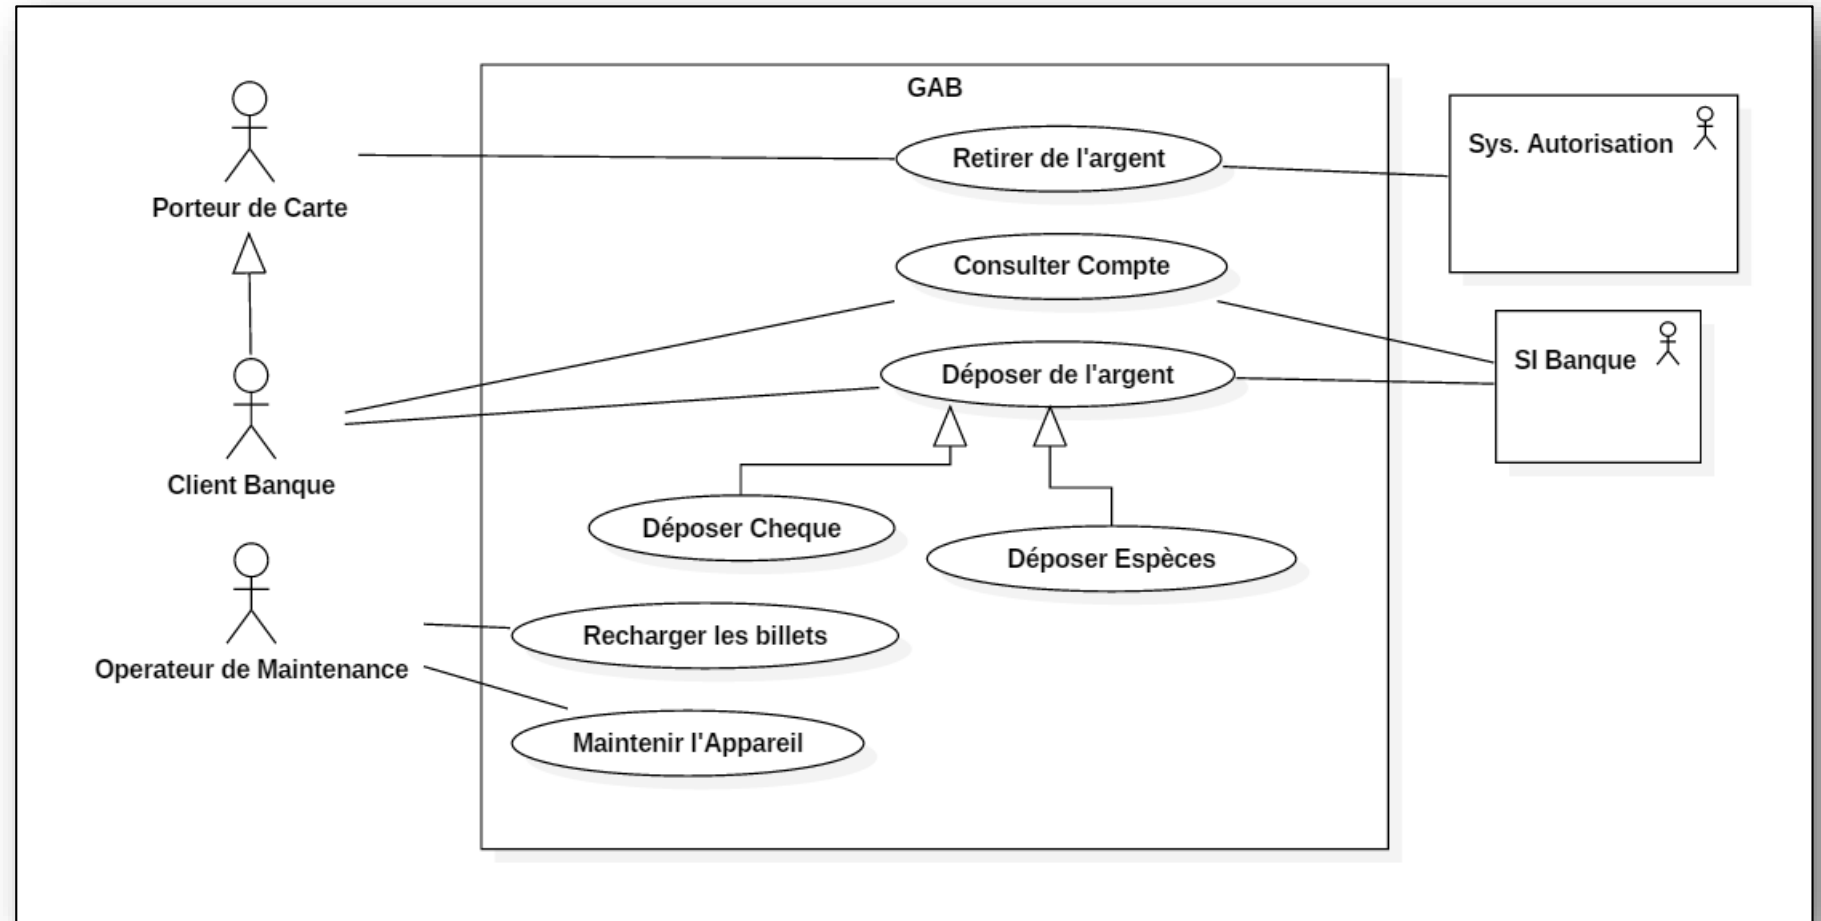 GAB
Porteur de Carte
Retirer de l'argent
Sys. Autorisation
Consulter Compte
Client Banque
Déposer de l'argent
SI Banque
Déposer Cheque
Déposer Espèces
Operateur de Maintenance
Recharger les billets
Maintenir l'Appareil